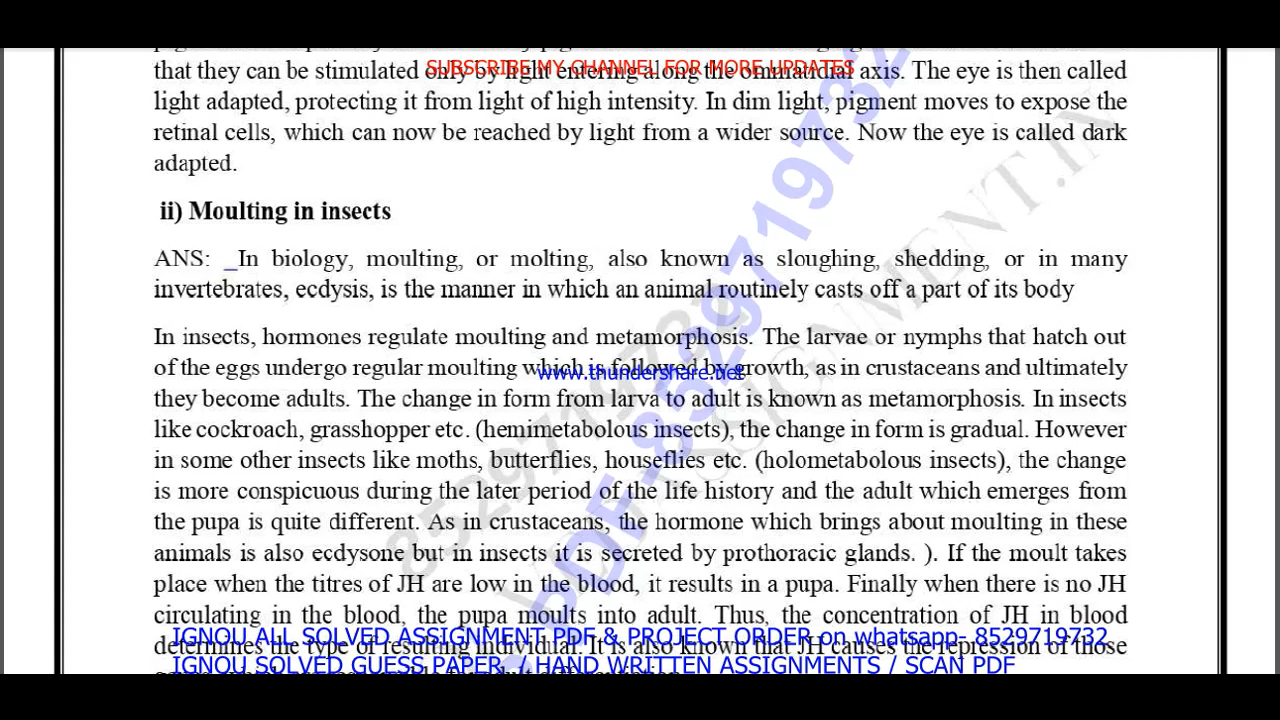 SUBSCRIBE MY CHANNEL FOR MORE UPDATES
that they can be stimulated only by light entering along the ommatidial axis. The eye is then called
light adapted, protecting it from light of high intensity. In dim light, pigment moves to expose the
retinal cells, which can now be reached by light from a wider source. Now the eye is called dark
adapted.
ii) Moulting in insects
ANS: _In biology, moulting, or molting, also known as sloughing, shedding, or in many
invertebrates, ecdysis, is the manner in which an animal routinely casts off a part of its body
In insects, hormones regulate moulting and metamorphosis. The larvae or nymphs that hatch out
of the eggs undergo regular moulting which is followed by growth, as in crustaceans and ultimately
www.thundershare.net
they become adults. The change in form from larva to adult is known as metamorphosis. In insects
like cockroach, grasshopper etc. (hemimetabolous insects), the change in form is gradual. However
in some other insects like moths, butterflies, houseflies etc. (holometabolous insects), the change
is more conspicuous during the later period of the life history and the adult which emerges from
the pupa is quite different. As in crustaceans, the hormone which brings about moulting in these
animals is also ecdysone but in insects it is secreted by prothoracic glands. ). If the moult takes
place when the titres of JH are low in the blood, it results in a pupa. Finally when there is no JH
circulating in the blood, the pupa moults into adult. Thus, the concentration of JH in blood
IGNOU ALL SOLVED ASSIGNMENT PDF & PROJECT ORDER on whatsapp- 8529719732
determines the type of resulting individual. It is also known that JH causes the repression of those
IGNOU SOLVED GUESS PAPER / HAND WRITTEN ASSIGNMENTS / SCAN PDF
PDF-8529719732